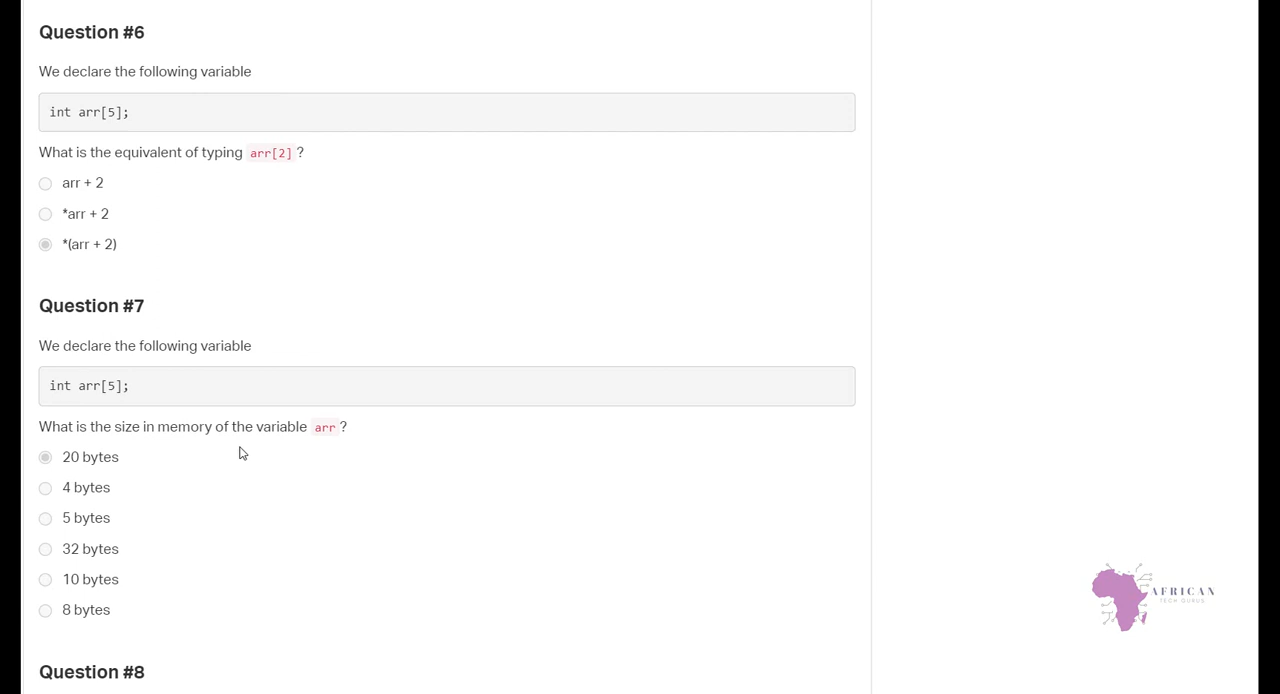 Question #6
We declare the following variable
int arr[5];
What is the equivalent of typing arr[2] ?
arr + 2
*arr + 2
*(arr + 2)
Question #7
We declare the following variable
int arr[5];
What is the size in memory of the variable arr ?
20 bytes
4 bytes
5 bytes
32 bytes
10 bytes
8 bytes
AFRICAN
TECH GURUS
Question #8